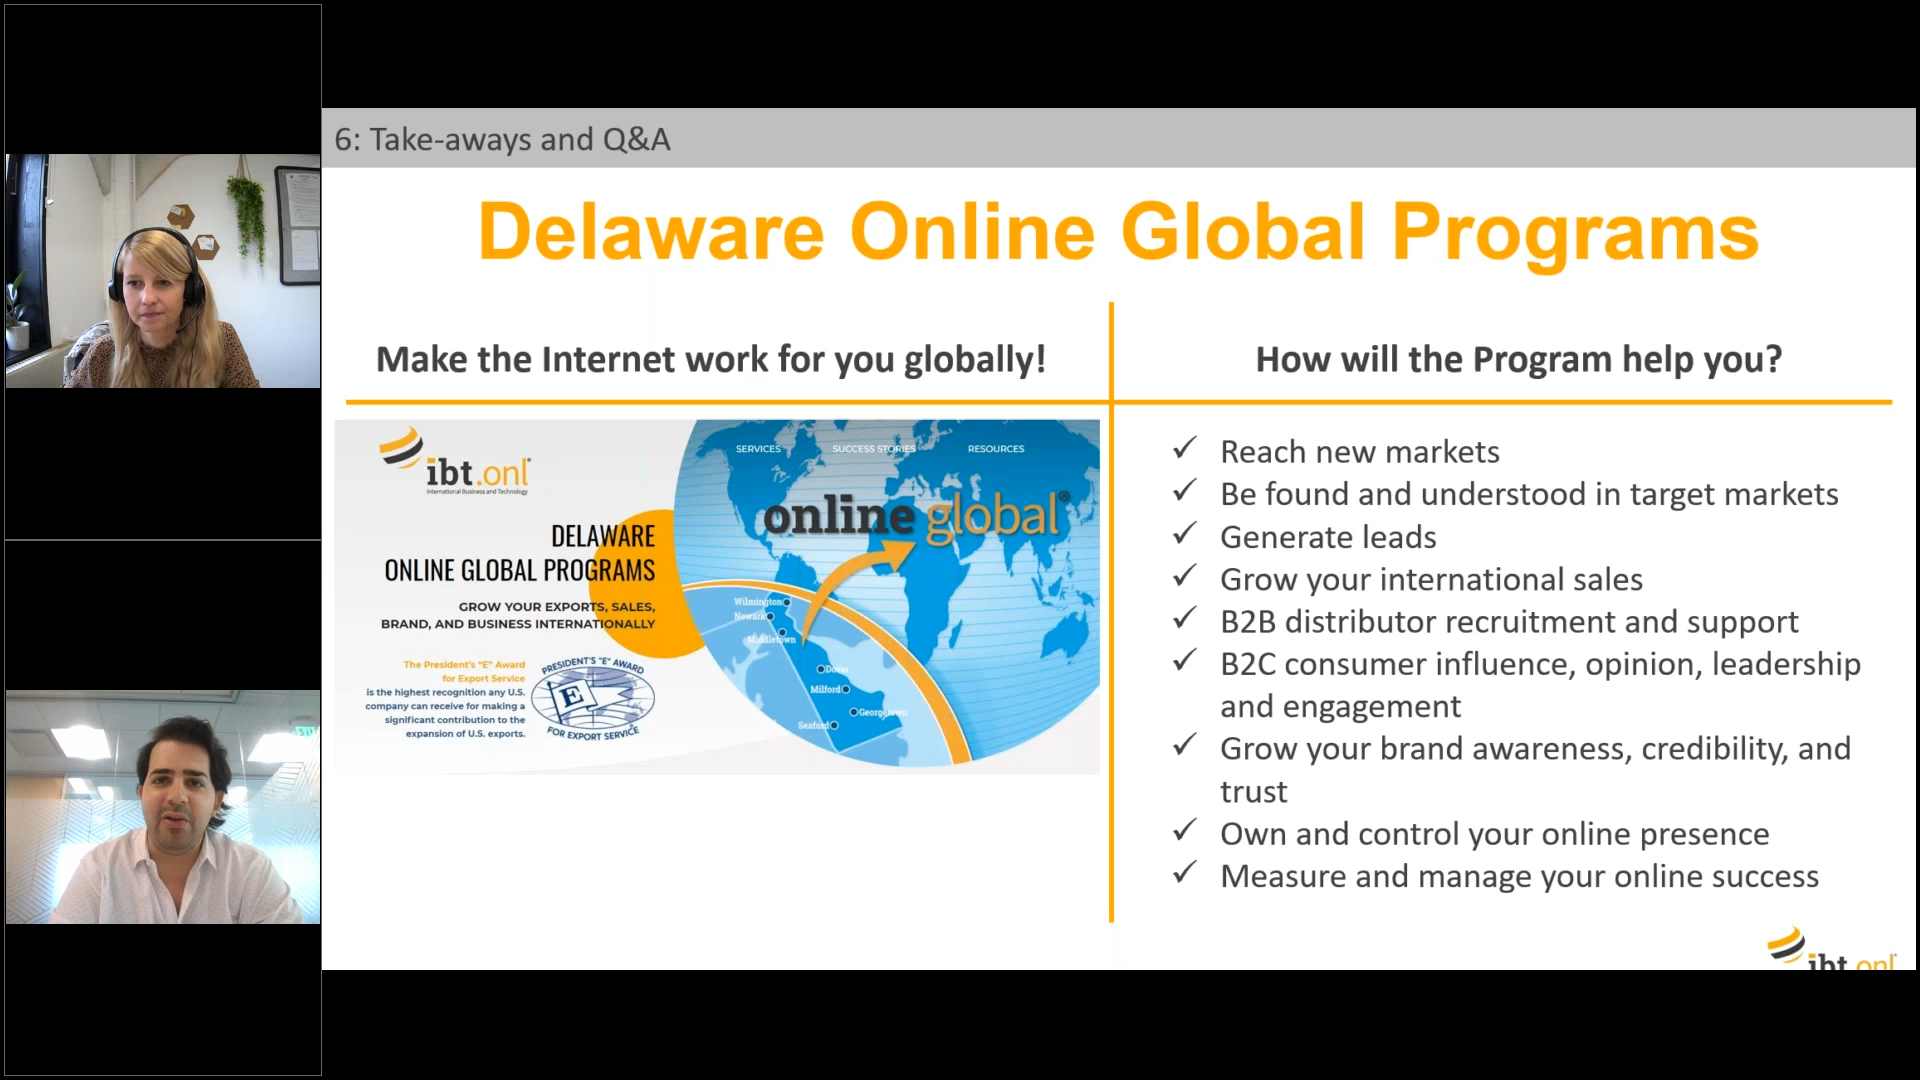 6: Take-aways and Q&A
Delaware Online Global Programs
Make the Internet work for you globally!
ibt.onl
International Business and Technology
SERVICES
SUCCESS STORIES
RESOURCES
online global®
DELAWARE
ONLINE GLOBAL PROGRAMS
GROW YOUR EXPORTS, SALES,
BRAND, AND BUSINESS INTERNATIONALLY
The President's "E" Award
for Export Service
is the highest recognition any U.S.
company can receive for making a
significant contribution to the
expansion of U.S. exports.
PRESIDENT'S "E" AWARD
E
FOR EXPORT SERVICE
Wilmington
Newark
Middletown
Dover
Milford
Georgetown
Seaford
How will the Program help you?
✓ Reach new markets
✓ Be found and understood in target markets
✓ Generate leads
✓ Grow your international sales
✓ B2B distributor recruitment and support
✓ B2C consumer influence, opinion, leadership
and engagement
✓ Grow your brand awareness, credibility, and
trust
✓ Own and control your online presence
✓ Measure and manage your online success
ibt.onl